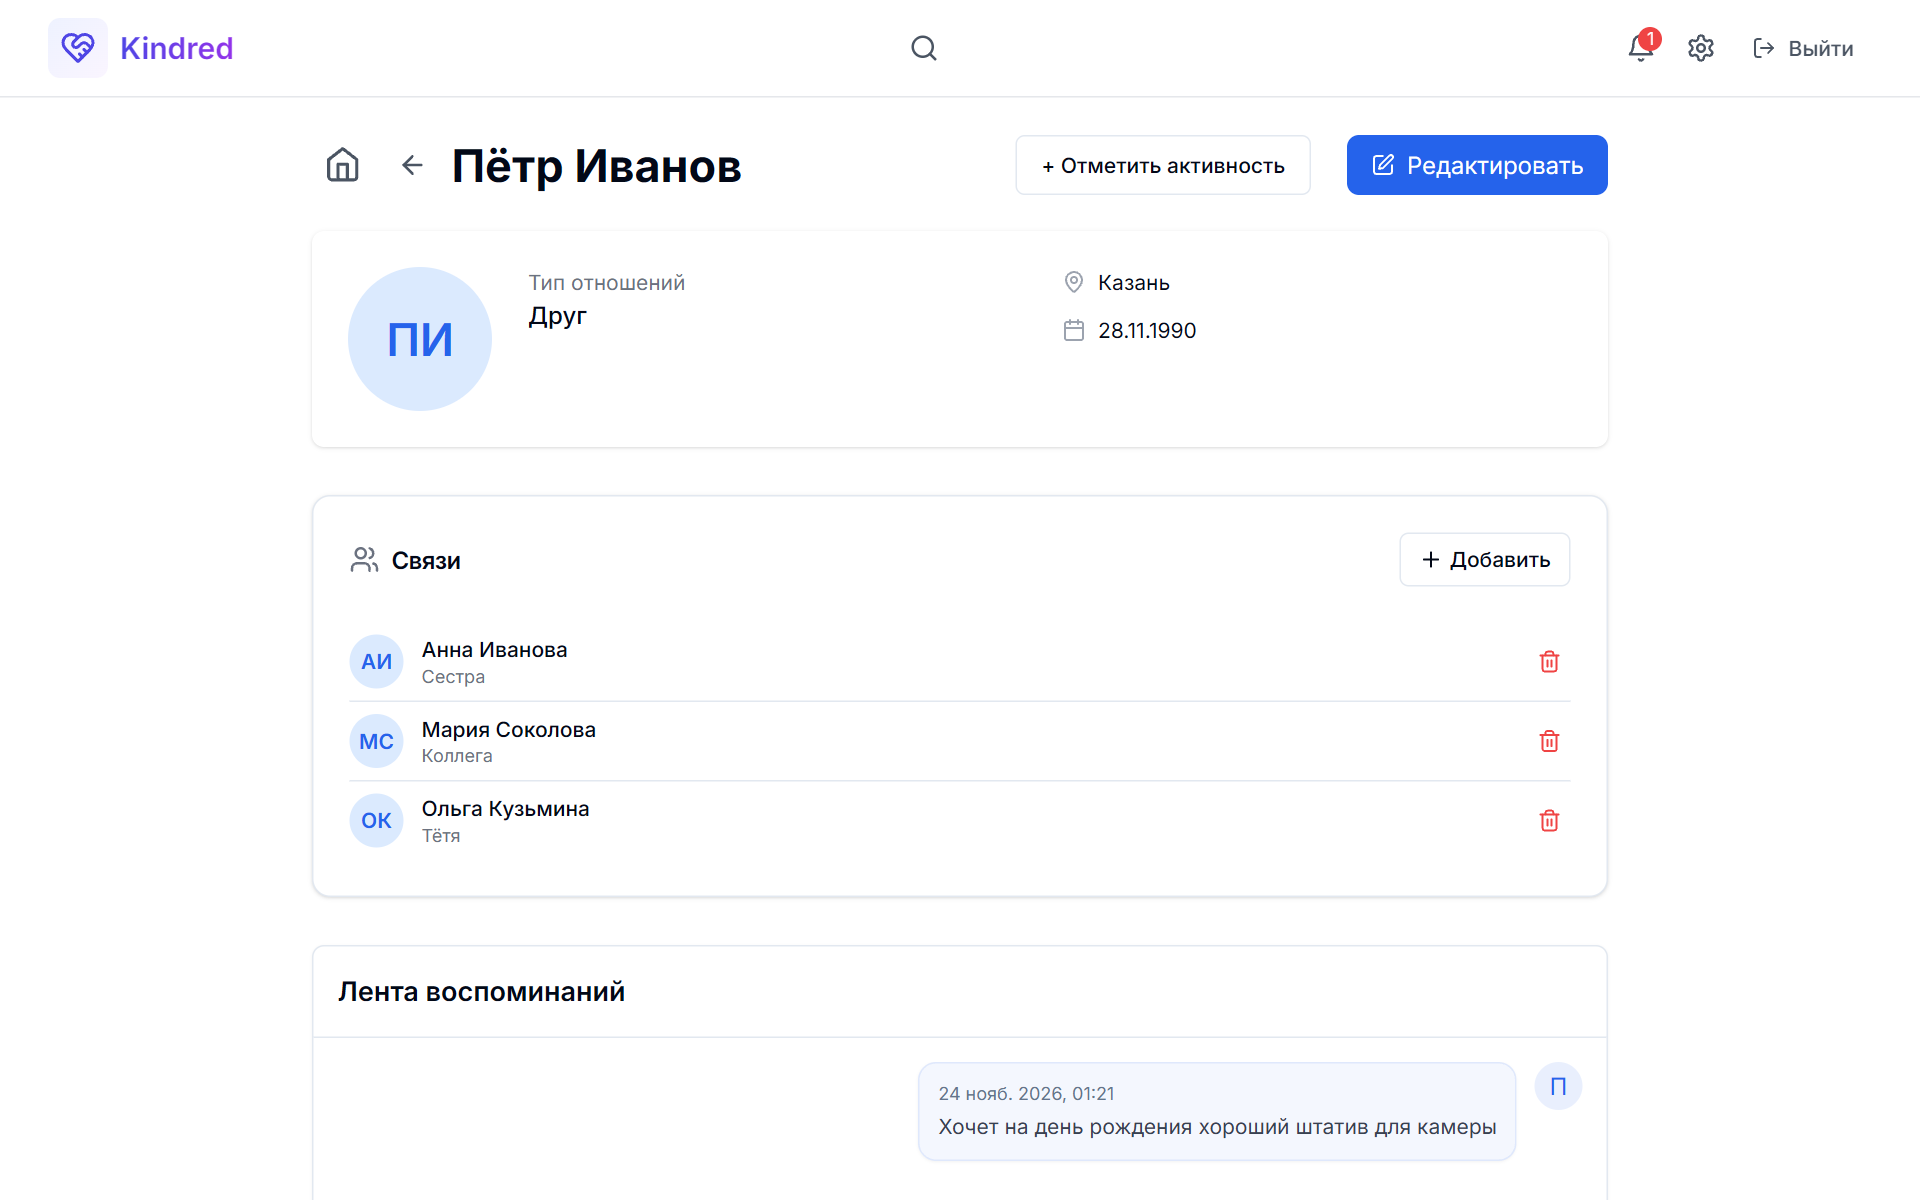 Kindred
1
Выйти
Пётр Иванов
+ Отметить активность
Редактировать
ПИ
Тип отношений
Друг
Казань
28.11.1990
Связи
+ Добавить
АИ
Анна Иванова
Сестра
МС
Мария Соколова
Коллега
ОК
Ольга Кузьмина
Тётя
Лента воспоминаний
24 нояб. 2026, 01:21
Хочет на день рождения хороший штатив для камеры
П